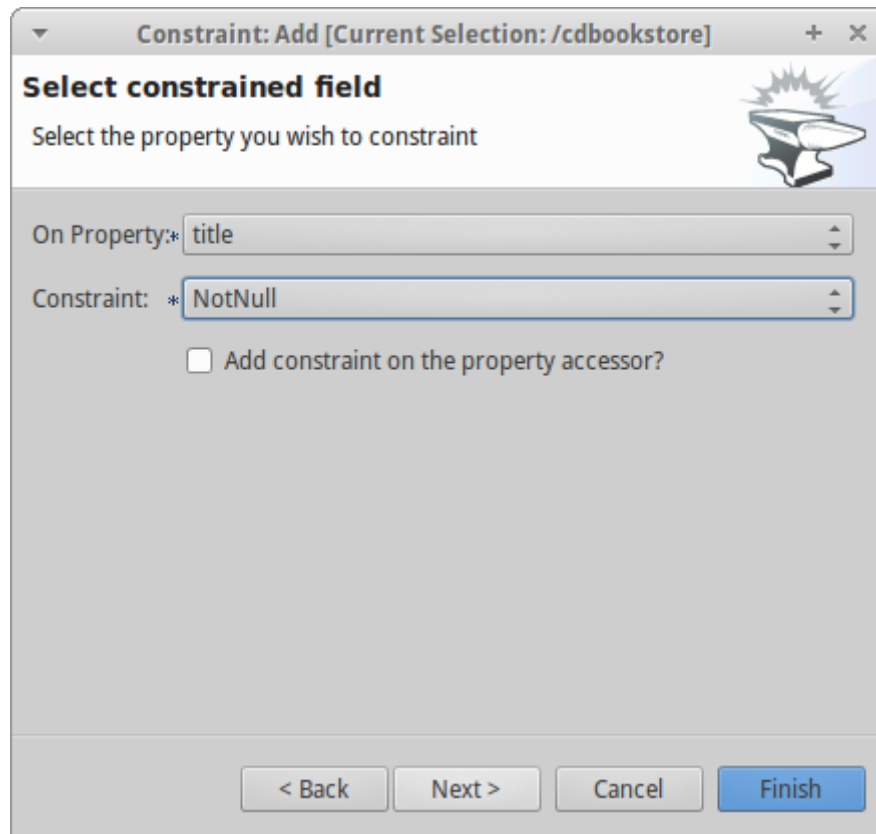 Constraint: Add [Current Selection: /cdbookstore]
Select constrained field
Select the property you wish to constraint
On Property:* title
Constraint: * NotNull
Add constraint on the property accessor?
< Back Next > Cancel Finish